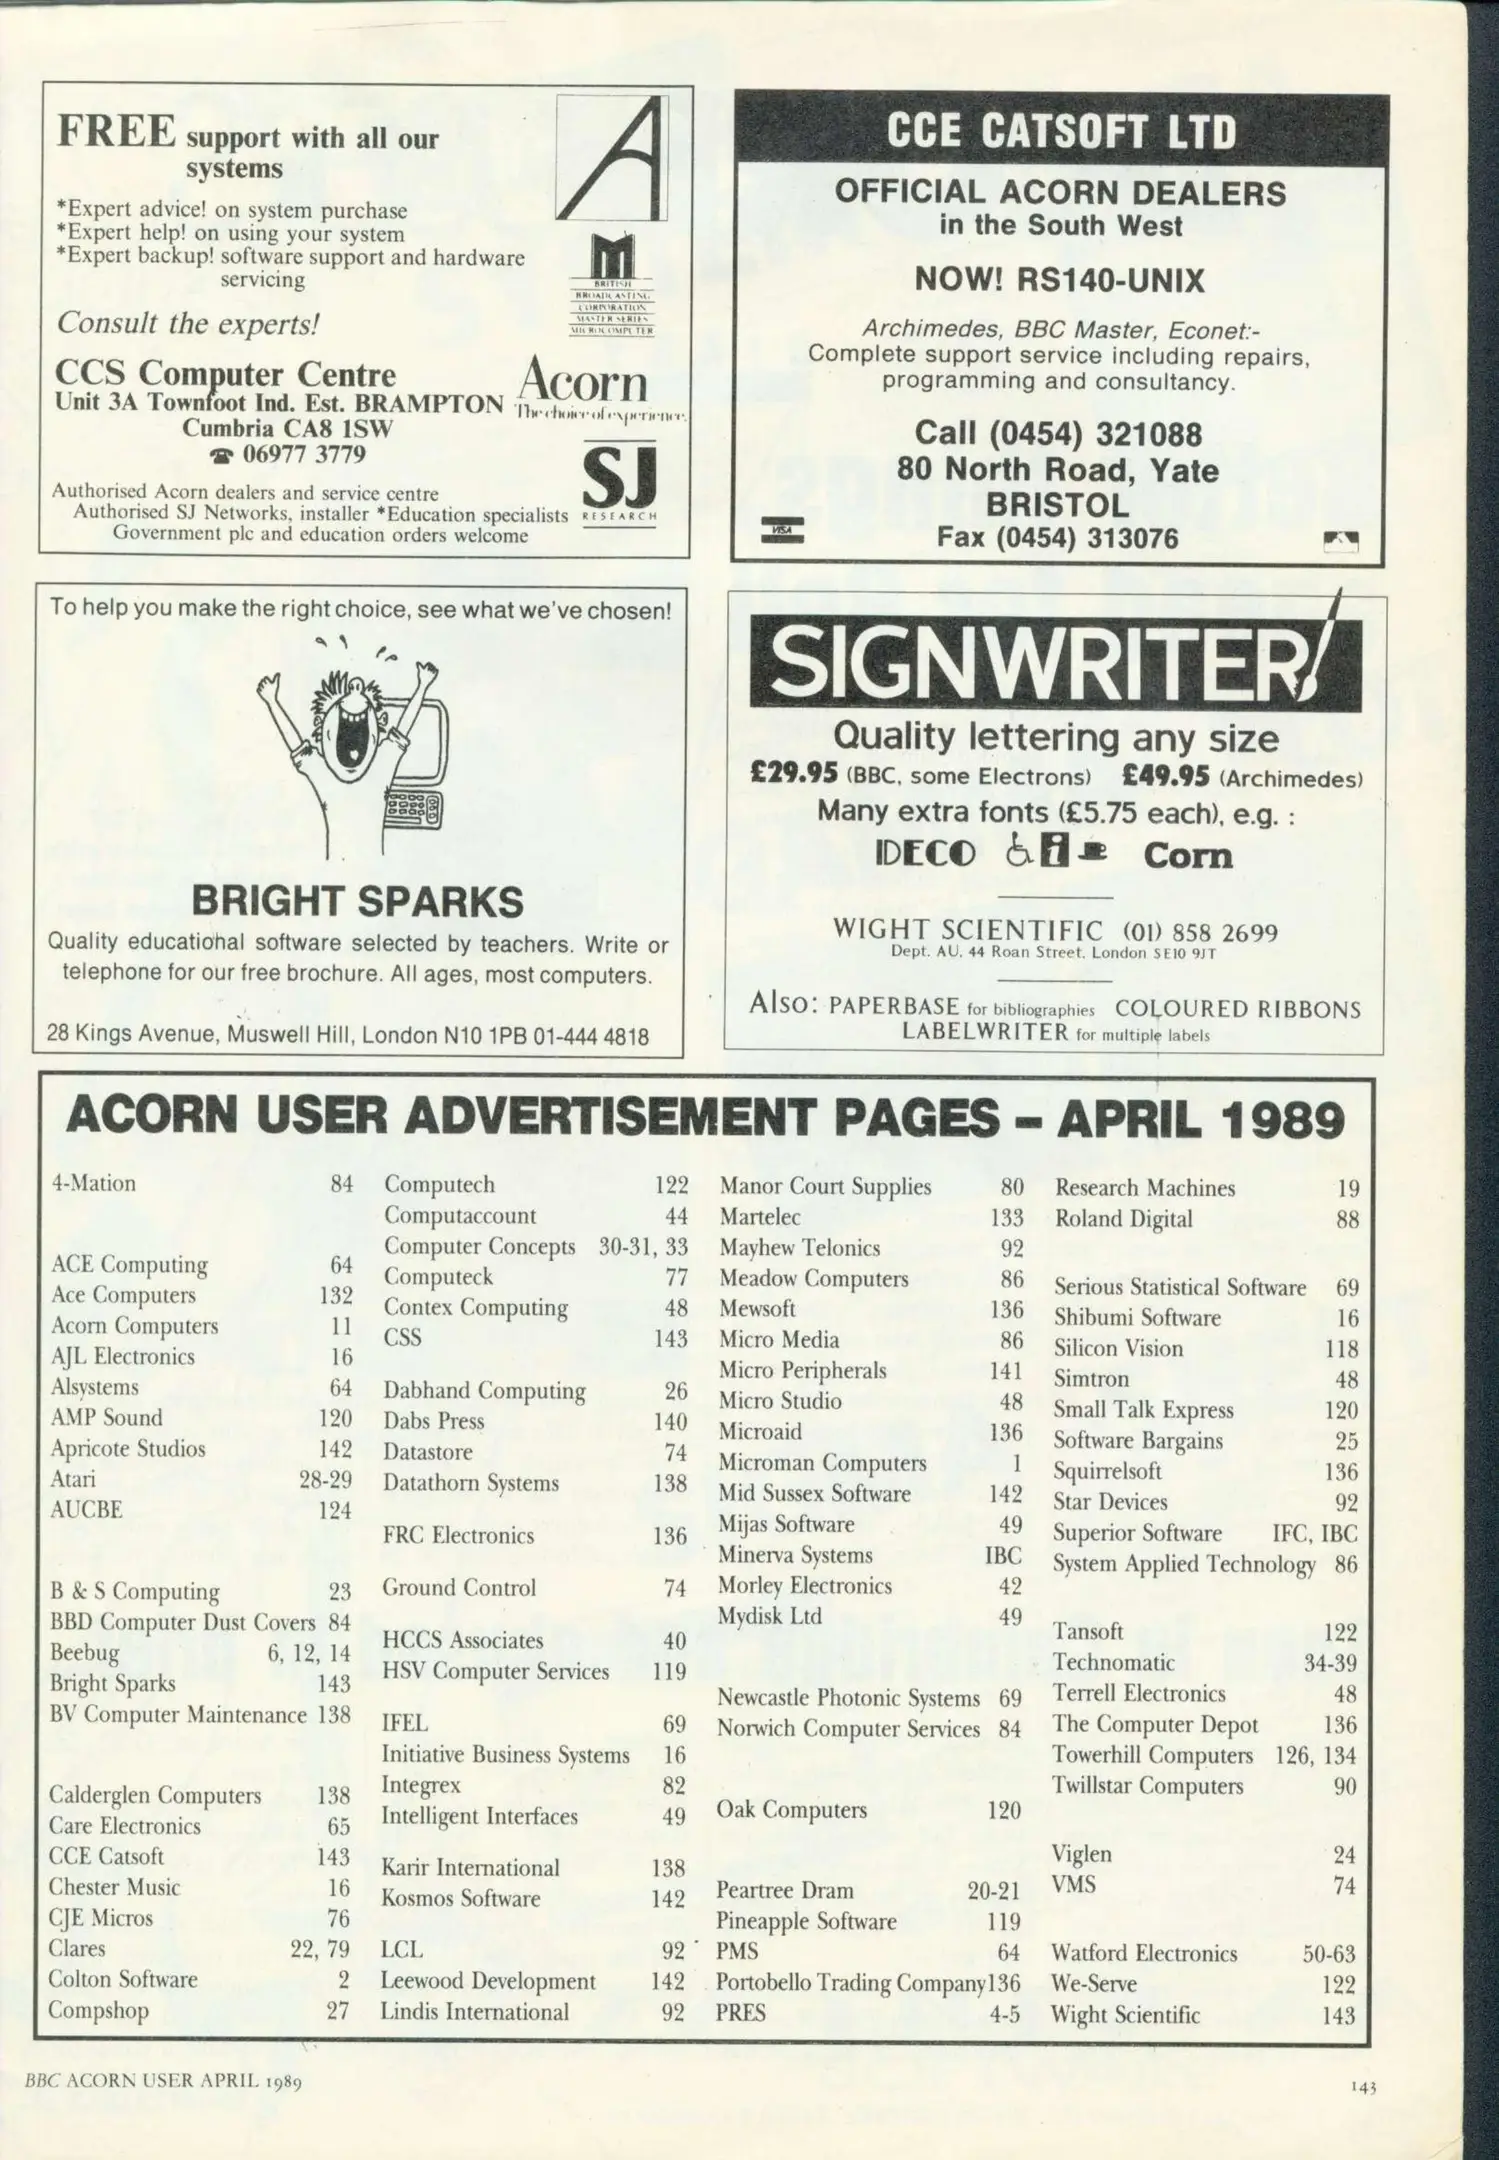 FREE support with all our
systems
*Expert advice! on system purchase
*Expert help! on using your system
*Expert backup! software support and hardware
servicing
Consult the experts!
CCS Computer Centre
Unit 3A Townfoot Ind. Est. BRAMPTON
Cumbria CA8 1SW
☎ 06977 3779
Authorised Acorn dealers and service centre
Authorised SJ Networks, installer *Education specialists
Government plc and education orders welcome
A
BRITISH
BROADCASTING
CORPORATION
MASTER SERIES
MICROCOMPUTER
Acorn
The choice of experience.
SJ
RESEARCH
CCE CATSOFT LTD
OFFICIAL ACORN DEALERS
in the South West
NOW! RS140-UNIX
Archimedes, BBC Master, Econet:-
Complete support service including repairs,
programming and consultancy.
Call (0454) 321088
80 North Road, Yate
BRISTOL
Fax (0454) 313076
VISA
To help you make the right choice, see what we've chosen!
BRIGHT SPARKS
Quality educational software selected by teachers. Write or
telephone for our free brochure. All ages, most computers.
28 Kings Avenue, Muswell Hill, London N10 1PB 01-444 4818
SIGNWRITER
Quality lettering any size
£29.95 (BBC, some Electrons) £49.95 (Archimedes)
Many extra fonts (£5.75 each), e.g. :
IDECO i Corn
WIGHT SCIENTIFIC (01) 858 2699
Dept. AU, 44 Roan Street, London SE10 9JT
Also: PAPERBASE for bibliographies COLOURED RIBBONS
LABELWRITER for multiple labels
ACORN USER ADVERTISEMENT PAGES – APRIL 1989
4-Mation 84
ACE Computing 64
Ace Computers 132
Acorn Computers 11
AJL Electronics 16
Alsystems 64
AMP Sound 120
Apricote Studios 142
Atari 28-29
AUCBE 124
B & S Computing 23
BBD Computer Dust Covers 84
Beebug 6, 12, 14
Bright Sparks 143
BV Computer Maintenance 138
Calderglen Computers 138
Care Electronics 65
CCE Catsoft 143
Chester Music 16
CJE Micros 76
Clares 22, 79
Colton Software 2
Compshop 27
Computech 122
Computaccount 44
Computer Concepts 30-31, 33
Computeck 77
Contex Computing 48
CSS 143
Dabhand Computing 26
Dabs Press 140
Datastore 74
Datathorn Systems 138
FRC Electronics 136
Ground Control 74
HCCS Associates 40
HSV Computer Services 119
IFEL 69
Initiative Business Systems 16
Integrex 82
Intelligent Interfaces 49
Karir International 138
Kosmos Software 142
LCL 92
Leewood Development 142
Lindis International 92
Manor Court Supplies 80
Martelec 133
Mayhew Telonics 92
Meadow Computers 86
Mewsoft 136
Micro Media 86
Micro Peripherals 141
Micro Studio 48
Microaid 136
Microman Computers 1
Mid Sussex Software 142
Mijas Software 49
Minerva Systems IBC
Morley Electronics 42
Mydisk Ltd 49
Newcastle Photonic Systems 69
Norwich Computer Services 84
Oak Computers 120
Peartree Dram 20-21
Pineapple Software 119
PMS 64
Portobello Trading Company 136
PRES 4-5
Research Machines 19
Roland Digital 88
Serious Statistical Software 69
Shibumi Software 16
Silicon Vision 118
Simtron 48
Small Talk Express 120
Software Bargains 25
Squirrelsoft 136
Star Devices 92
Superior Software IFC, IBC
System Applied Technology 86
Tansoft 122
Technomatic 34-39
Terrell Electronics 48
The Computer Depot 136
Towerhill Computers 126, 134
Twillstar Computers 90
Viglen 24
VMS 74
Watford Electronics 50-63
We-Serve 122
Wight Scientific 143
BBC ACORN USER APRIL 1989
143